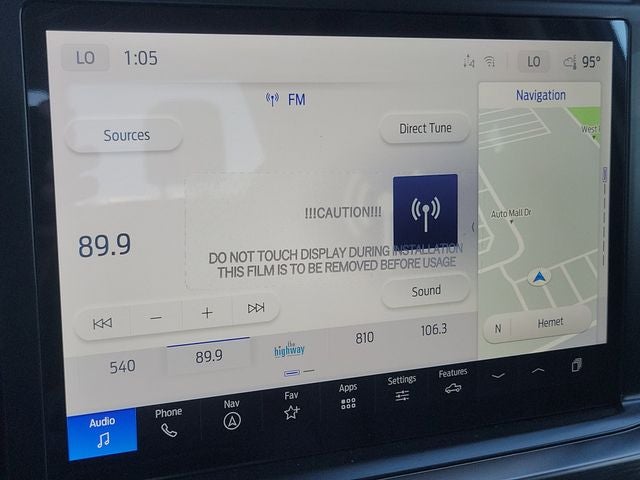 LO 1:05 LO 95°
FM
Navigation
Sources
Direct Tune
West
!!!CAUTION!!!
Auto Mall Dr
89.9
DO NOT TOUCH DISPLAY DURING INSTALLATION
THIS FILM IS TO BE REMOVED BEFORE USAGE
Sound
N Hemet
540 89.9 the highway 810 106.3
Audio Phone Nav Fav Apps Settings Features